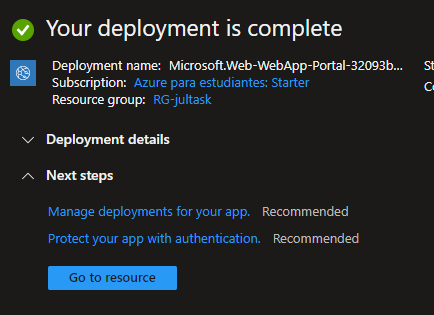 Your deployment is complete
Deployment name: Microsoft.Web-WebApp-Portal-32093b...
Subscription: Azure para estudiantes: Starter
Resource group: RG-jultask
St
Co
Deployment details
Next steps
Manage deployments for your app. Recommended
Protect your app with authentication. Recommended
Go to resource